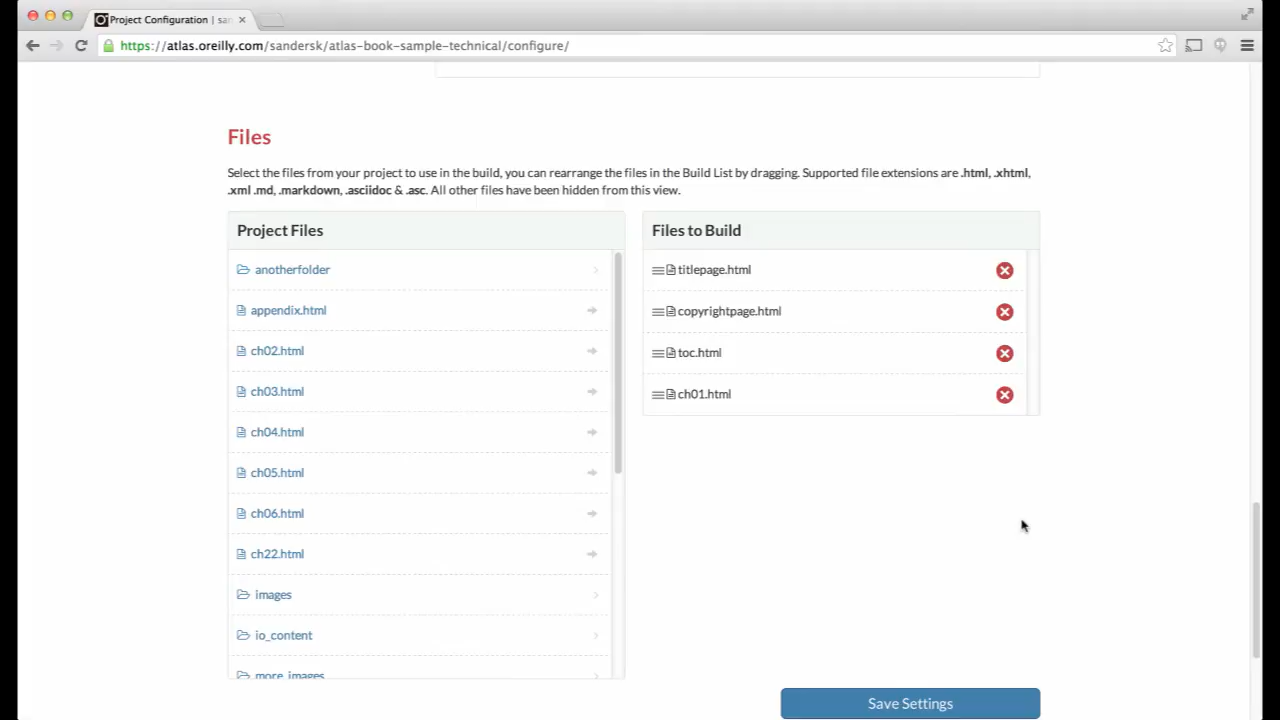 Project Configuration | san
https://atlas.oreilly.com/sandersk/atlas-book-sample-technical/configure/
Files
Select the files from your project to use in the build, you can rearrange the files in the Build List by dragging. Supported file extensions are .html, .xhtml,
.xml .md, .markdown, .asciidoc & .asc. All other files have been hidden from this view.
Project Files
anotherfolder
appendix.html
ch02.html
ch03.html
ch04.html
ch05.html
ch06.html
ch22.html
images
io_content
more_images
Files to Build
titlepage.html
copyrightpage.html
toc.html
ch01.html
Save Settings